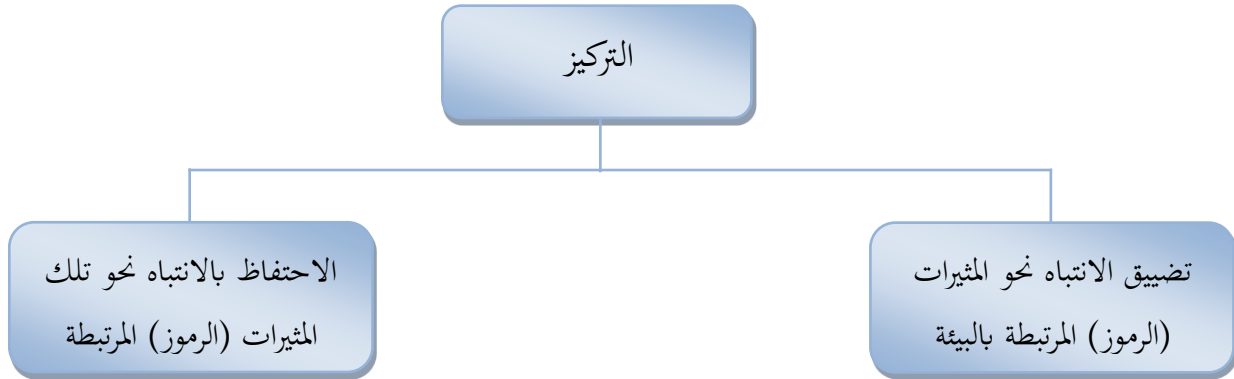 التركيز
تضييق الانتباه نحو المثيرات
(الرموز) المرتبطة بالبيئة
الاحتفاظ بالانتباه نحو تلك
المثيرات (الرموز) المرتبطة